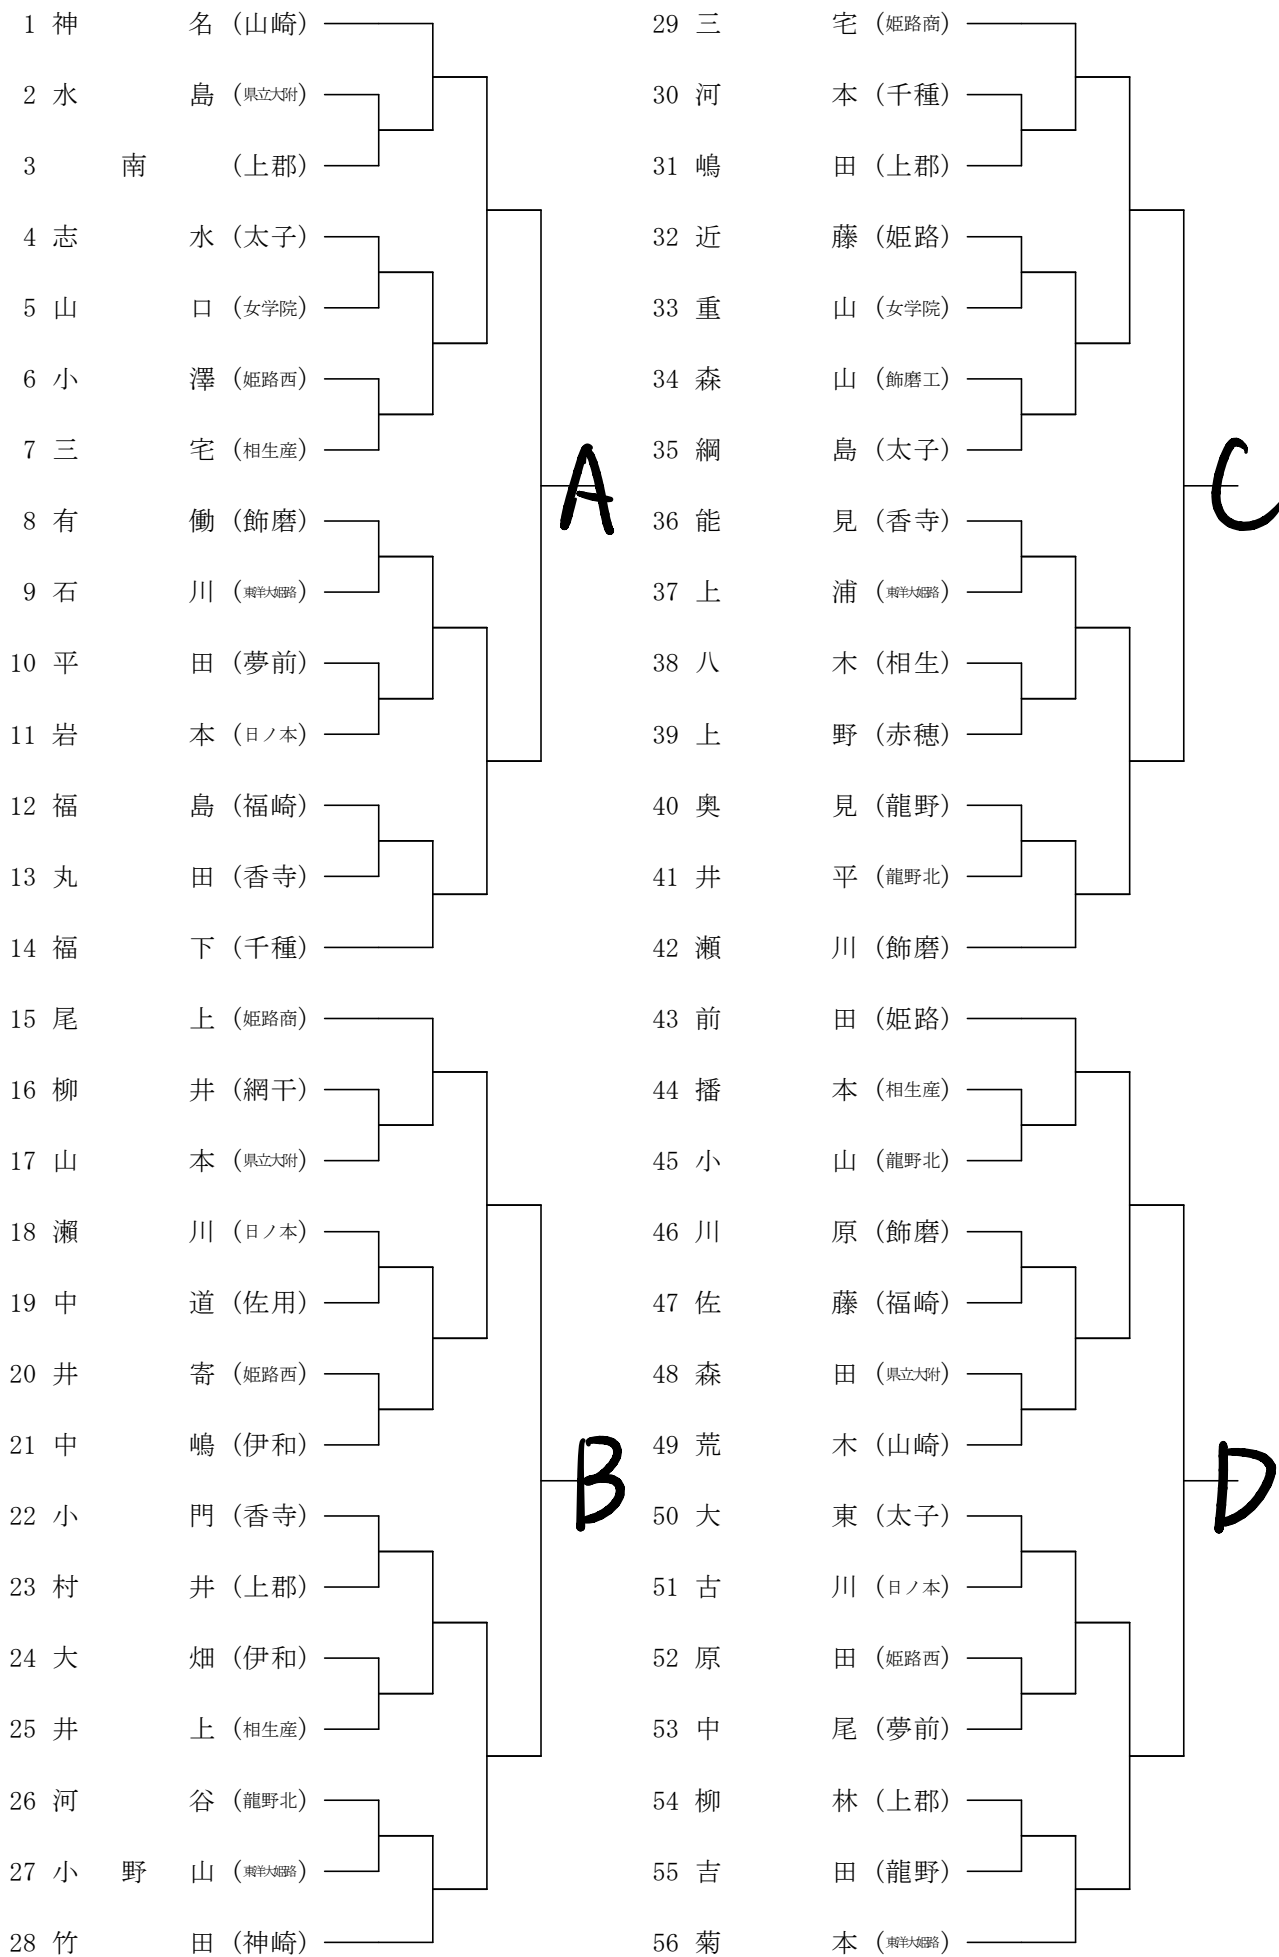 1 神名 (山崎)
2 水島 (県立大附)
3 南 (上郡)
4 志水 (太子)
5 山口 (女学院)
6 小澤 (姫路西)
7 三宅 (相生産)
A
8 有働 (飾磨)
9 石川 (東洋大姫路)
10 平田 (夢前)
11 岩本 (日ノ本)
12 福島 (福崎)
13 丸田 (香寺)
14 福下 (千種)
15 尾上 (姫路商)
16 柳井 (網干)
17 山本 (県立大附)
18 瀬川 (日ノ本)
19 中道 (佐用)
20 井寄 (姫路西)
21 中嶋 (伊和)
B
22 小門 (香寺)
23 村井 (上郡)
24 大畑 (伊和)
25 井上 (相生産)
26 河谷 (龍野北)
27 小野山 (東洋大姫路)
28 竹田 (神崎)
29 三宅 (姫路商)
30 河本 (千種)
31 嶋田 (上郡)
32 近藤 (姫路)
33 重山 (女学院)
34 森山 (飾磨工)
35 綱島 (太子)
C
36 能見 (香寺)
37 上浦 (東洋大姫路)
38 八木 (相生)
39 上野 (赤穂)
40 奥見 (龍野)
41 井平 (龍野北)
42 瀬川 (飾磨)
43 前田 (姫路)
44 播本 (相生産)
45 小山 (龍野北)
46 川原 (飾磨)
47 佐藤 (福崎)
48 森田 (県立大附)
49 荒木 (山崎)
D
50 大東 (太子)
51 古川 (日ノ本)
52 原田 (姫路西)
53 中尾 (夢前)
54 柳林 (上郡)
55 吉田 (龍野)
56 菊本 (東洋大姫路)